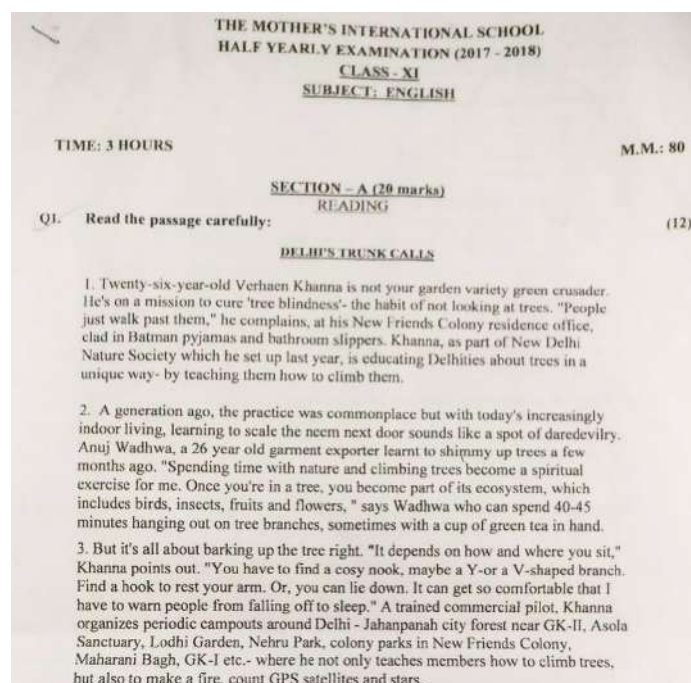 THE MOTHER'S INTERNATIONAL SCHOOL
HALF YEARLY EXAMINATION (2017 - 2018)
CLASS - XI
SUBJECT: ENGLISH
TIME: 3 HOURS
M.M.: 80
SECTION – A (20 marks)
READING
Q1. Read the passage carefully: (12)
DELHI'S TRUNK CALLS
1. Twenty-six-year-old Verhaen Khanna is not your garden variety green crusader.
He's on a mission to cure 'tree blindness'- the habit of not looking at trees. "People
just walk past them," he complains, at his New Friends Colony residence office,
clad in Batman pyjamas and bathroom slippers. Khanna, as part of New Delhi
Nature Society which he set up last year, is educating Delhities about trees in a
unique way- by teaching them how to climb them.
2. A generation ago, the practice was commonplace but with today's increasingly
indoor living, learning to scale the neem next door sounds like a spot of daredevilry.
Anuj Wadhwa, a 26 year old garment exporter learnt to shimmy up trees a few
months ago. "Spending time with nature and climbing trees become a spiritual
exercise for me. Once you're in a tree, you become part of its ecosystem, which
includes birds, insects, fruits and flowers, " says Wadhwa who can spend 40-45
minutes hanging out on tree branches, sometimes with a cup of green tea in hand.
3. But it's all about barking up the tree right. "It depends on how and where you sit,"
Khanna points out. "You have to find a cosy nook, maybe a Y-or a V-shaped branch.
Find a hook to rest your arm. Or, you can lie down. It can get so comfortable that I
have to warn people from falling off to sleep." A trained commercial pilot, Khanna
organizes periodic campouts around Delhi - Jahanpanah city forest near GK-II, Asola
Sanctuary, Lodhi Garden, Nehru Park, colony parks in New Friends Colony,
Maharani Bagh, GK-I etc.- where he not only teaches members how to climb trees,
but also to make a fire, count GPS satellites and stars